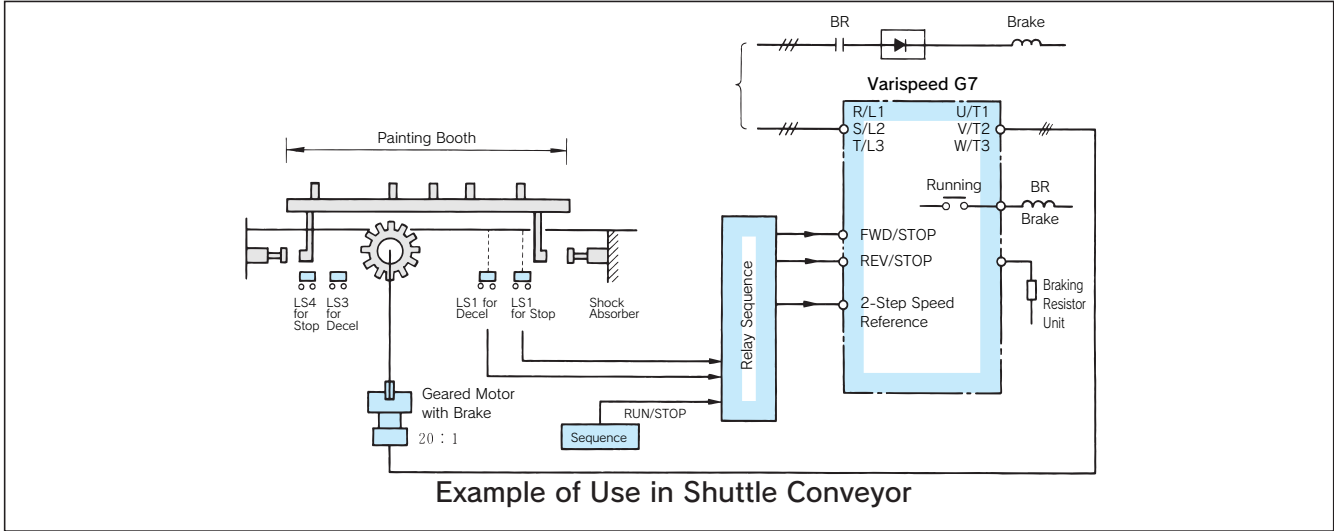 BR
Brake
Varispeed G7
R/L1
U/T1
S/L2
V/T2
T/L3
W/T3
Painting Booth
Running
BR
Brake
FWD/STOP
REV/STOP
2-Step Speed
Reference
Braking
Resistor
Unit
Relay Sequence
LS4
for
Stop
LS3
for
Decel
LS1 for
Decel
LS1
for Stop
Shock
Absorber
Geared Motor
with Brake
20 : 1
RUN/STOP
Sequence
Example of Use in Shuttle Conveyor